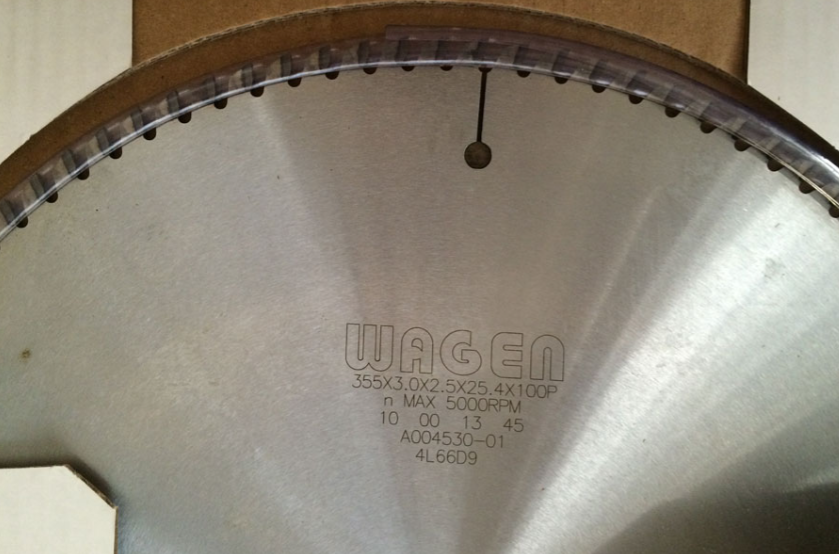 WAGEN
355X3.0X2.5X25.4X100P
n MAX 5000RPM
10 00 13 45
A004530-01
4L66D9